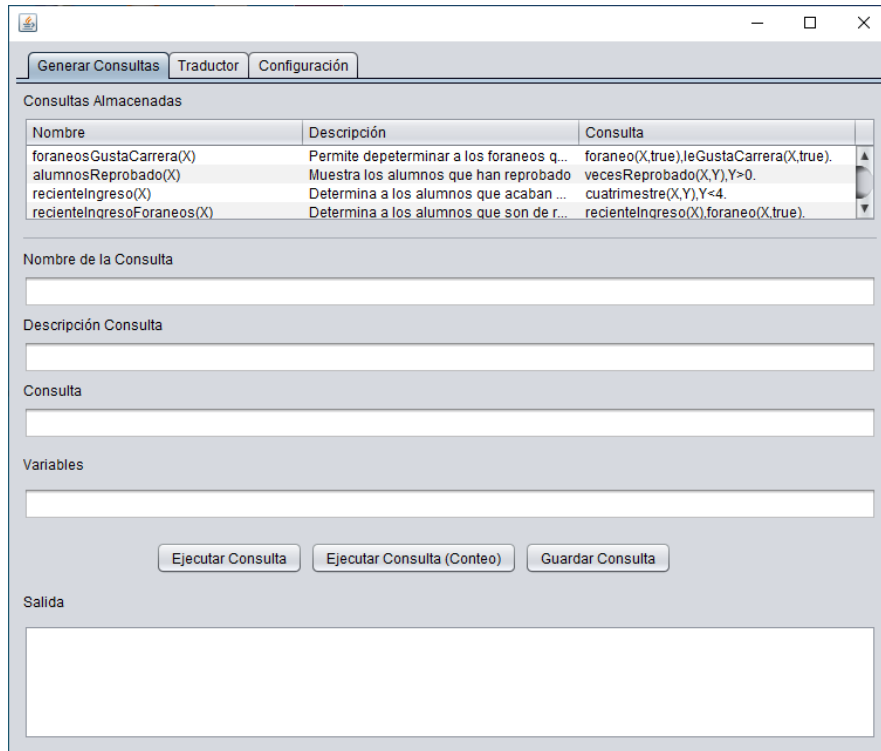 Generar Consultas Traductor Configuración
Consultas Almacenadas
Nombre Descripción Consulta
foraneosGustaCarrera(X) Permite depeterminar a los foraneos q... foraneo(X,true),leGustaCarrera(X,true).
alumnosReprobado(X) Muestra los alumnos que han reprobado vecesReprobado(X,Y),Y>0.
recienteIngreso(X) Determina a los alumnos que acaban ... cuatrimestre(X,Y),Y<4.
recienteIngresoForaneos(X) Determina a los alumnos que son de r... recienteIngreso(X),foraneo(X,true).
Nombre de la Consulta
Descripción Consulta
Consulta
Variables
Ejecutar Consulta Ejecutar Consulta (Conteo) Guardar Consulta
Salida